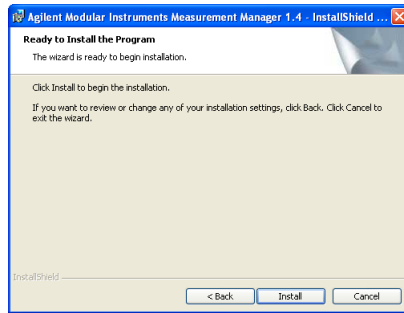 Agilent Modular Instruments Measurement Manager 1.4 - InstallShield ...
Ready to Install the Program
The wizard is ready to begin installation.
Click Install to begin the installation.
If you want to review or change any of your installation settings, click Back. Click Cancel to
exit the wizard.
InstallShield
< Back
Install
Cancel